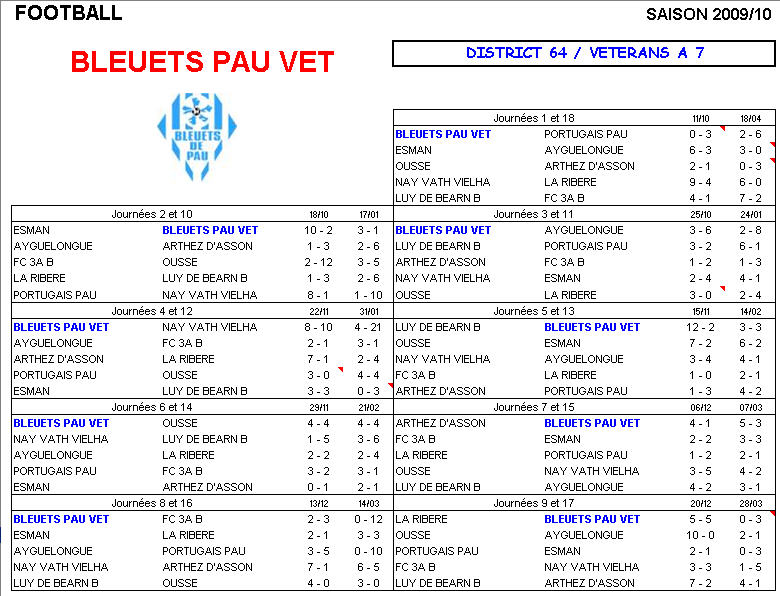 FOOTBALL
SAISON 2009/10
BLEUETS PAU VET
DISTRICT 64 / VETERANS A 7
BLEUETS
DE
PAU
Journées 1 et 18 11/10 18/04
BLEUETS PAU VET PORTUGAIS PAU 0 - 3 2 - 6
ESMAN AYGUELONGUE 6 - 3 3 - 0
OUSSE ARTHEZ D'ASSON 2 - 1 0 - 3
NAY VATH VIELHA LA RIBERE 9 - 4 6 - 0
LUY DE BEARN B FC 3A B 4 - 1 7 - 2
Journées 2 et 10 18/10 17/01
ESMAN BLEUETS PAU VET 10 - 2 3 - 1
AYGUELONGUE ARTHEZ D'ASSON 1 - 3 2 - 6
FC 3A B OUSSE 2 - 12 3 - 5
LA RIBERE LUY DE BEARN B 1 - 3 2 - 6
PORTUGAIS PAU NAY VATH VIELHA 8 - 1 1 - 10
Journées 3 et 11 25/10 24/01
BLEUETS PAU VET AYGUELONGUE 3 - 6 2 - 8
LUY DE BEARN B PORTUGAIS PAU 3 - 2 6 - 1
ARTHEZ D'ASSON FC 3A B 1 - 2 1 - 3
NAY VATH VIELHA ESMAN 2 - 4 4 - 1
OUSSE LA RIBERE 3 - 0 2 - 4
Journées 4 et 12 22/11 31/01
BLEUETS PAU VET NAY VATH VIELHA 8 - 10 4 - 21
AYGUELONGUE FC 3A B 2 - 1 3 - 1
ARTHEZ D'ASSON LA RIBERE 7 - 1 2 - 4
PORTUGAIS PAU OUSSE 3 - 0 4 - 4
ESMAN LUY DE BEARN B 3 - 3 0 - 3
Journées 5 et 13 15/11 14/02
LUY DE BEARN B BLEUETS PAU VET 12 - 2 3 - 3
OUSSE ESMAN 7 - 2 6 - 2
NAY VATH VIELHA AYGUELONGUE 3 - 4 4 - 1
FC 3A B LA RIBERE 1 - 4 1 - 1
ARTHEZ D'ASSON PORTUGAIS PAU 1 - 3 4 - 2
Journées 6 et 14 29/11 21/02
BLEUETS PAU VET OUSSE 4 - 4 4 - 4
NAY VATH VIELHA LUY DE BEARN B 1 - 5 3 - 6
AYGUELONGUE LA RIBERE 2 - 2 2 - 4
PORTUGAIS PAU FC 3A B 3 - 2 3 - 1
ESMAN ARTHEZ D'ASSON 0 - 1 2 - 1
Journées 7 et 15 06/12 07/03
ARTHEZ D'ASSON BLEUETS PAU VET 4 - 1 5 - 3
FC 3A B ESMAN 2 - 2 3 - 3
LA RIBERE PORTUGAIS PAU 1 - 2 2 - 1
OUSSE NAY VATH VIELHA 3 - 5 4 - 2
LUY DE BEARN B AYGUELONGUE 4 - 2 3 - 1
Journées 8 et 16 13/12 14/03
BLEUETS PAU VET FC 3A B 2 - 3 0 - 12
ESMAN LA RIBERE 2 - 1 3 - 3
AYGUELONGUE PORTUGAIS PAU 3 - 5 0 - 10
NAY VATH VIELHA ARTHEZ D'ASSON 7 - 1 6 - 5
LUY DE BEARN B OUSSE 4 - 0 3 - 0
Journées 9 et 17 20/12 28/03
LA RIBERE BLEUETS PAU VET 5 - 5 0 - 3
OUSSE AYGUELONGUE 10 - 0 2 - 1
PORTUGAIS PAU ESMAN 2 - 1 0 - 3
FC 3A B NAY VATH VIELHA 3 - 3 1 - 5
LUY DE BEARN B ARTHEZ D'ASSON 7 - 2 4 - 1